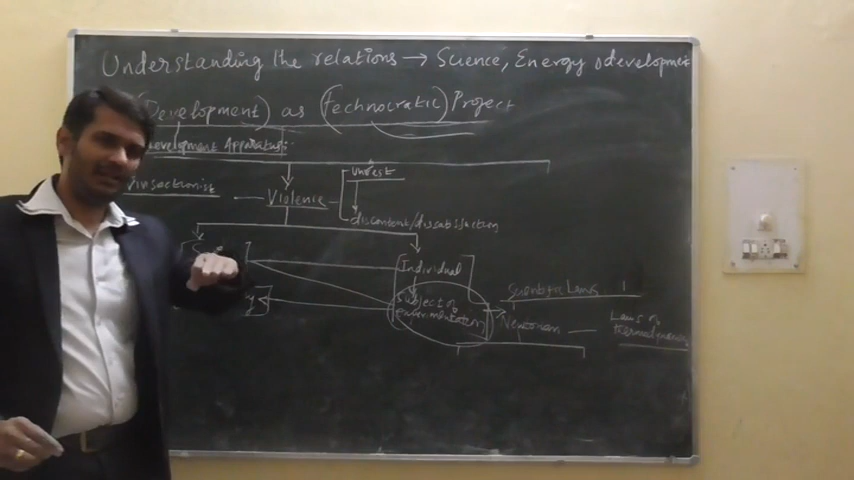 Understanding the relations → Science, Energy & development
(Development) as (Technocratic) Project
Development Apparatus:-
Vivisectionist — Violence — unrest
discontent/dissatisfaction
[Individual]
Subject of
experimentation
Scientific Laws
Newtonian — Laws of
thermodynamics